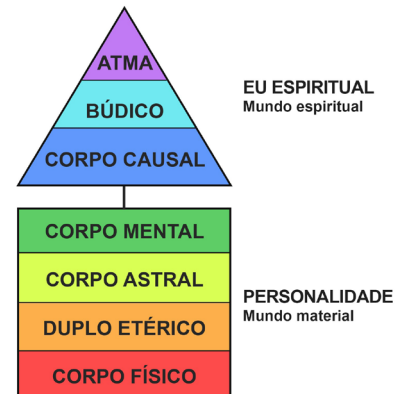 ATMA
BÚDICO
CORPO CAUSAL
EU ESPIRITUAL
Mundo espiritual
CORPO MENTAL
CORPO ASTRAL
DUPLO ETÉRICO
CORPO FÍSICO
PERSONALIDADE
Mundo material